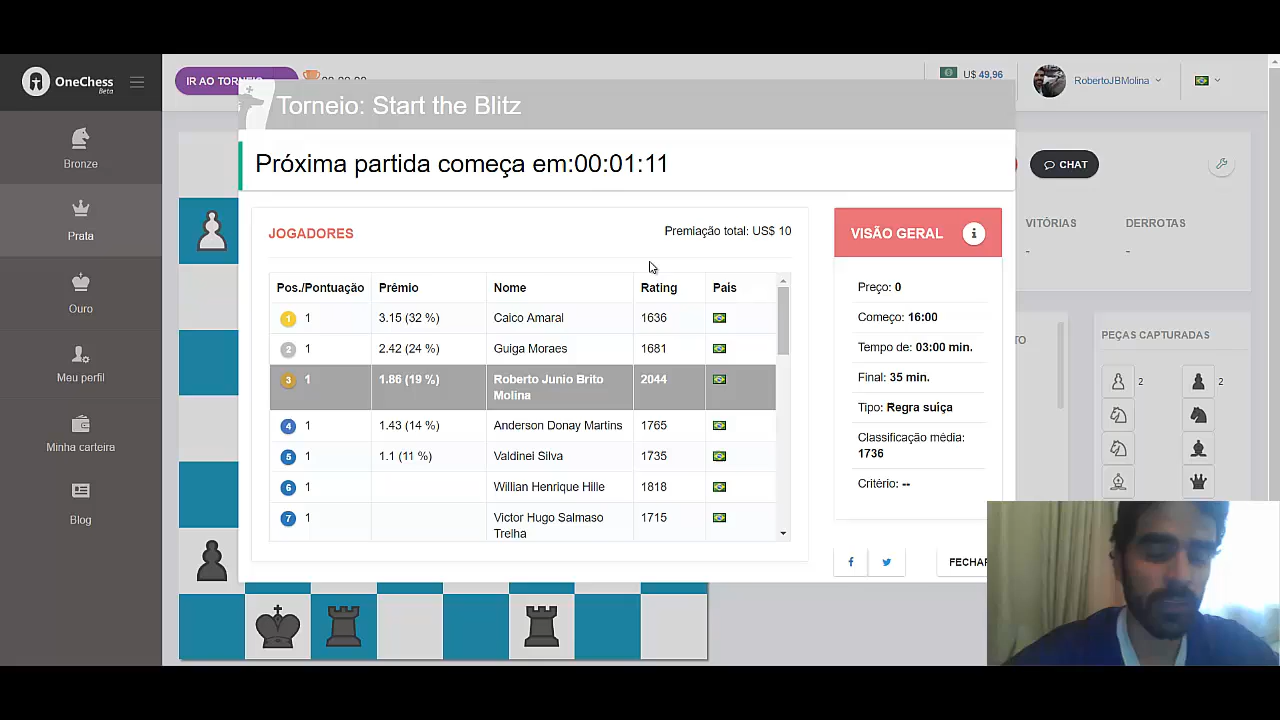 OneChess
Beta
IR AO TORNEIO
U$ 49,96
RobertoJBMolina
Torneio: Start the Blitz
Próxima partida começa em:00:01:11
CHAT
VITÓRIAS DERROTAS
- -
Bronze
Prata
Ouro
Meu perfil
Minha carteira
Blog
JOGADORES
Premiação total: US$ 10
Pos./Pontuação Prêmio Nome Rating Pais
1 1 3.15 (32 %) Caico Amaral 1636
2 1 2.42 (24 %) Guiga Moraes 1681
3 1 1.86 (19 %) Roberto Junio Brito 2044
Molina
4 1 1.43 (14 %) Anderson Donay Martins 1765
5 1 1.1 (11 %) Valdinei Silva 1735
6 1 Willian Henrique Hille 1818
7 1 Victor Hugo Salmaso 1715
Trelha
VISÃO GERAL
Preço: 0
Começo: 16:00
Tempo de: 03:00 min.
Final: 35 min.
Tipo: Regra suíça
Classificação média:
1736
Critério: --
FECHAR
PEÇAS CAPTURADAS
2 2